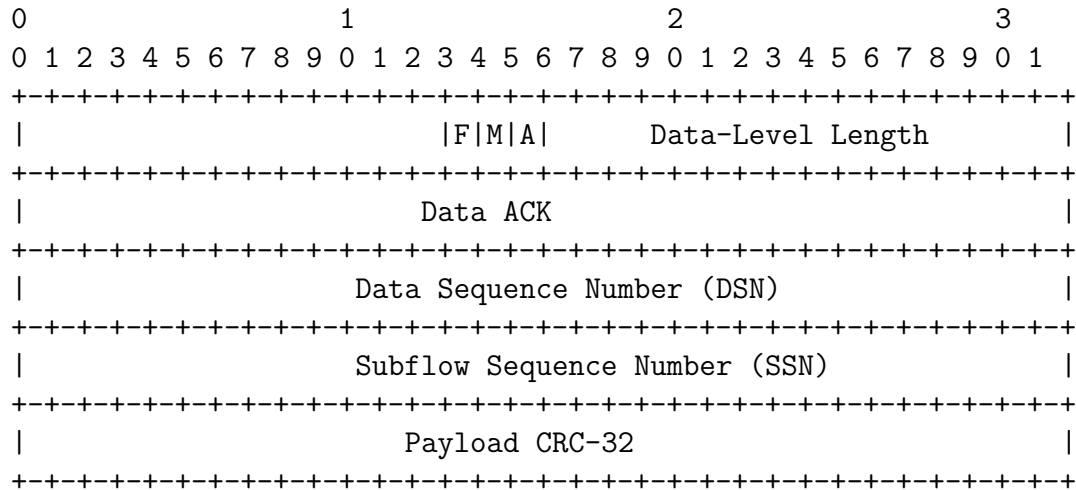 0                   1                   2                   3
0 1 2 3 4 5 6 7 8 9 0 1 2 3 4 5 6 7 8 9 0 1 2 3 4 5 6 7 8 9 0 1
+-+-+-+-+-+-+-+-+-+-+-+-+-+-+-+-+-+-+-+-+-+-+-+-+-+-+-+-+-+-+-+-+
|                         |F|M|A|      Data-Level Length        |
+-+-+-+-+-+-+-+-+-+-+-+-+-+-+-+-+-+-+-+-+-+-+-+-+-+-+-+-+-+-+-+-+
|                        Data ACK                               |
+-+-+-+-+-+-+-+-+-+-+-+-+-+-+-+-+-+-+-+-+-+-+-+-+-+-+-+-+-+-+-+-+
|                    Data Sequence Number (DSN)                 |
+-+-+-+-+-+-+-+-+-+-+-+-+-+-+-+-+-+-+-+-+-+-+-+-+-+-+-+-+-+-+-+-+
|                    Subflow Sequence Number (SSN)              |
+-+-+-+-+-+-+-+-+-+-+-+-+-+-+-+-+-+-+-+-+-+-+-+-+-+-+-+-+-+-+-+-+
|                       Payload CRC-32                          |
+-+-+-+-+-+-+-+-+-+-+-+-+-+-+-+-+-+-+-+-+-+-+-+-+-+-+-+-+-+-+-+-+